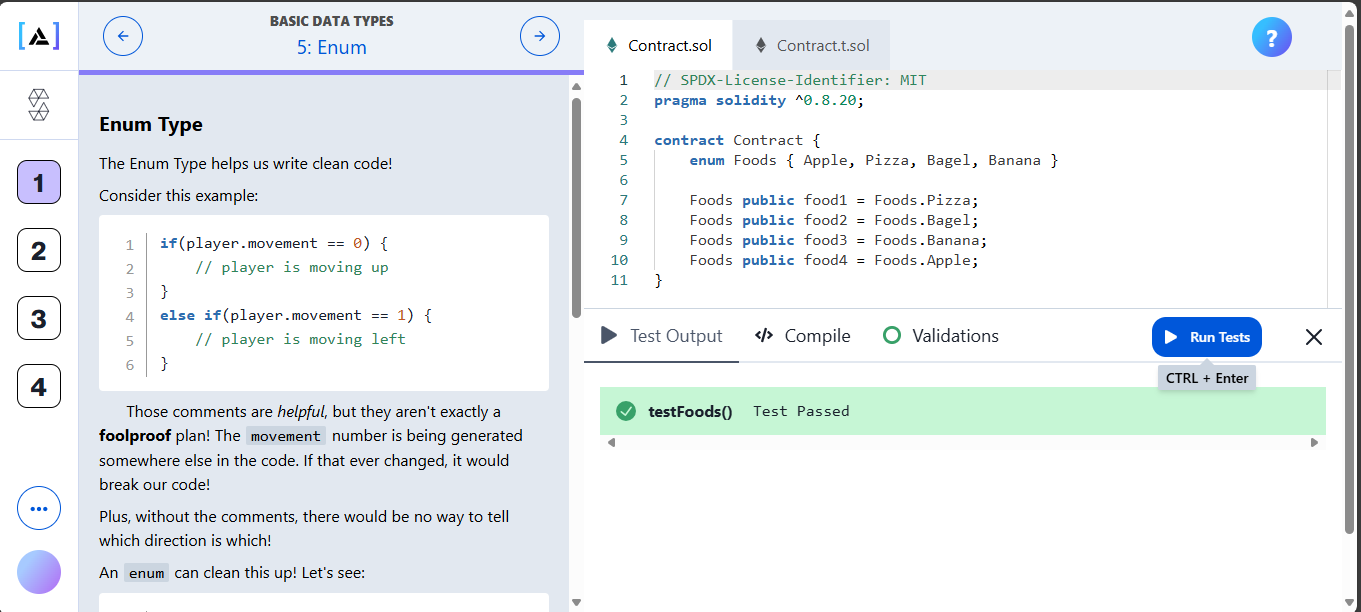 BASIC DATA TYPES
5: Enum
1
2
3
4
Enum Type
The Enum Type helps us write clean code!
Consider this example:
1 if(player.movement == 0) {
2     // player is moving up
3 }
4 else if(player.movement == 1) {
5     // player is moving left
6 }
Those comments are helpful, but they aren't exactly a
foolproof plan! The movement number is being generated
somewhere else in the code. If that ever changed, it would
break our code!
Plus, without the comments, there would be no way to tell
which direction is which!
An enum can clean this up! Let's see:
Contract.sol
Contract.t.sol
?
1 // SPDX-License-Identifier: MIT
2 pragma solidity ^0.8.20;
3
4 contract Contract {
5     enum Foods { Apple, Pizza, Bagel, Banana }
6
7     Foods public food1 = Foods.Pizza;
8     Foods public food2 = Foods.Bagel;
9     Foods public food3 = Foods.Banana;
10     Foods public food4 = Foods.Apple;
11 }
Test Output
Compile
Validations
Run Tests
CTRL + Enter
testFoods() Test Passed